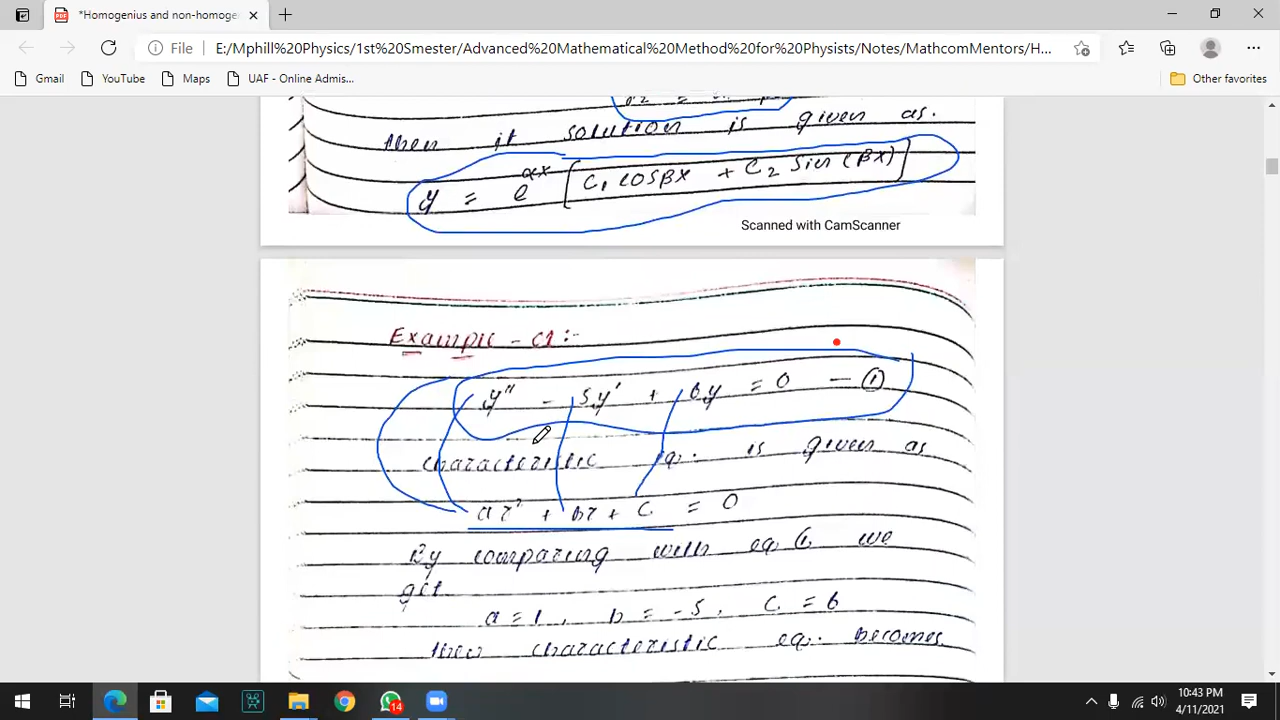 *Homogenius and non-homoge
File
E:/Mphill%20Physics/1st%20Smester/Advanced%20Mathematical%20Method%20for%20Physists/Notes/MathcomMentors/H...
Gmail
YouTube
Maps
UAF - Online Admis...
Other favorites
then it solution is given as.
y = e^αx [C₁ cosβx + C₂ Sin(βx)]
Scanned with CamScanner
Example - 01:-
y'' - 5y' + 6y = 0 — ①
characteristic eq. is given as
ar² + br + c = 0
By comparing with eq ①, we
git
a = 1, b = -5, c = 6
then characteristic eq. becomes
14
10:43 PM
4/11/2021